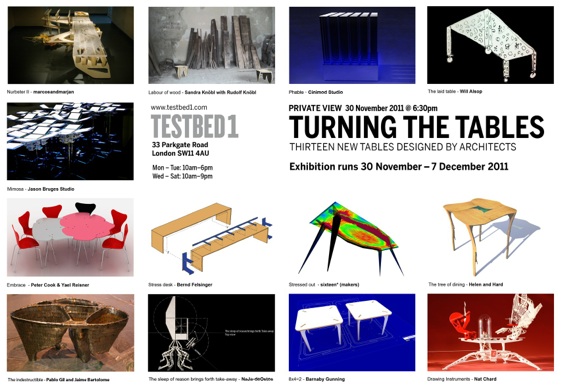 Nurbster II - marcosandmarjan
Labour of wood - Sandra Knöbl with Rudolf Knöbl
Phable - Cinimod Studio
The last table - Will Alsop
www.testbed1.com
TESTBED1
33 Parkgate Road
London SW11 4AU
Mon – Tue: 10am–6pm
Wed – Sat: 10am–9pm
PRIVATE VIEW 30 November 2011 @ 6:30pm
TURNING THE TABLES
THIRTEEN NEW TABLES DESIGNED BY ARCHITECTS
Exhibition runs 30 November – 7 December 2011
Mimosa - Jason Bruges Studio
Embrace - Peter Cook & Yael Reisner
Stress desk - Bernd Felsinger
Stressed out - sixteen* (makers)
The tree of dining - Helen and Hard
The indestructible - Pablo Gil and Jaime Bartolome
The sleep of reason brings forth take-away - NaJa-deOstos
8x4=2 - Barnaby Gunning
Drawing Instruments - Nat Chard